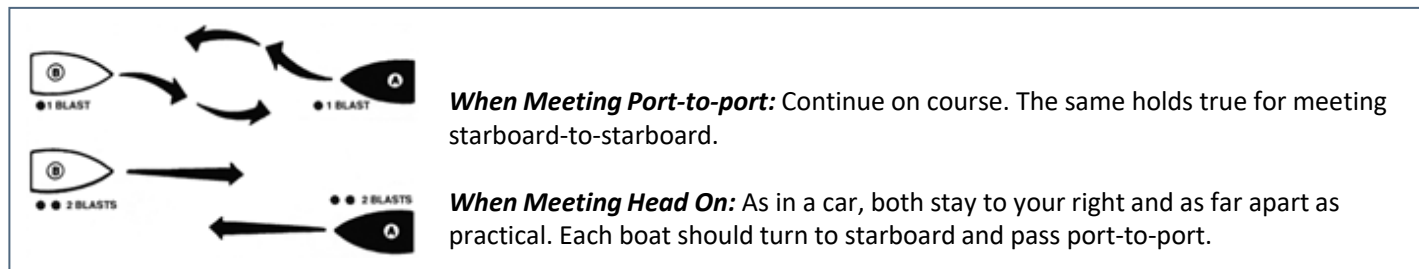 B
A
● 1 BLAST
● 1 BLAST
When Meeting Port-to-port: Continue on course. The same holds true for meeting
starboard-to-starboard.
B
● ● 2 BLASTS
● ● 2 BLASTS
A
When Meeting Head On: As in a car, both stay to your right and as far apart as
practical. Each boat should turn to starboard and pass port-to-port.